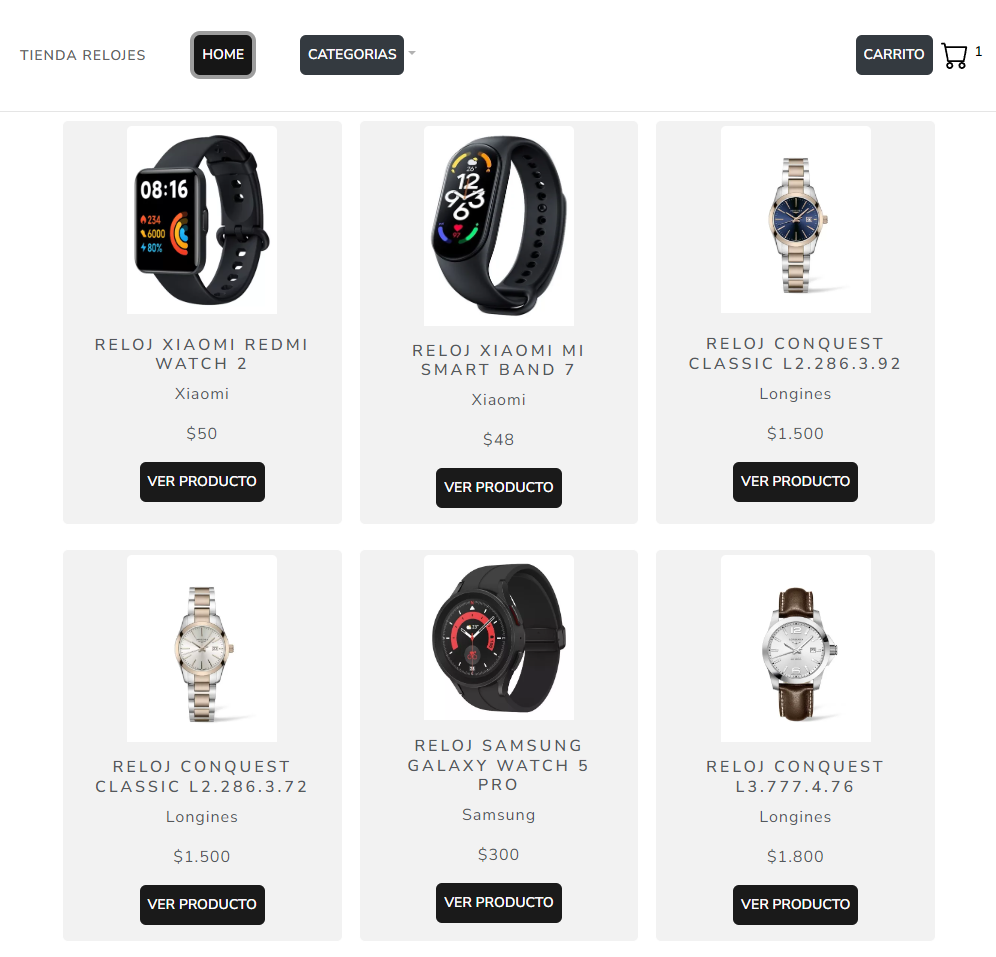 TIENDA RELOJES HOME CATEGORIAS CARRITO 1
08:16
234
6000
80%
26°
12
9 3
6
RELOJ XIAOMI REDMI
WATCH 2
Xiaomi
$50
VER PRODUCTO
RELOJ XIAOMI MI
SMART BAND 7
Xiaomi
$48
VER PRODUCTO
RELOJ CONQUEST
CLASSIC L2.286.3.92
Longines
$1.500
VER PRODUCTO
RELOJ CONQUEST
CLASSIC L2.286.3.72
Longines
$1.500
VER PRODUCTO
RELOJ SAMSUNG
GALAXY WATCH 5
PRO
Samsung
$300
VER PRODUCTO
RELOJ CONQUEST
L3.777.4.76
Longines
$1.800
VER PRODUCTO